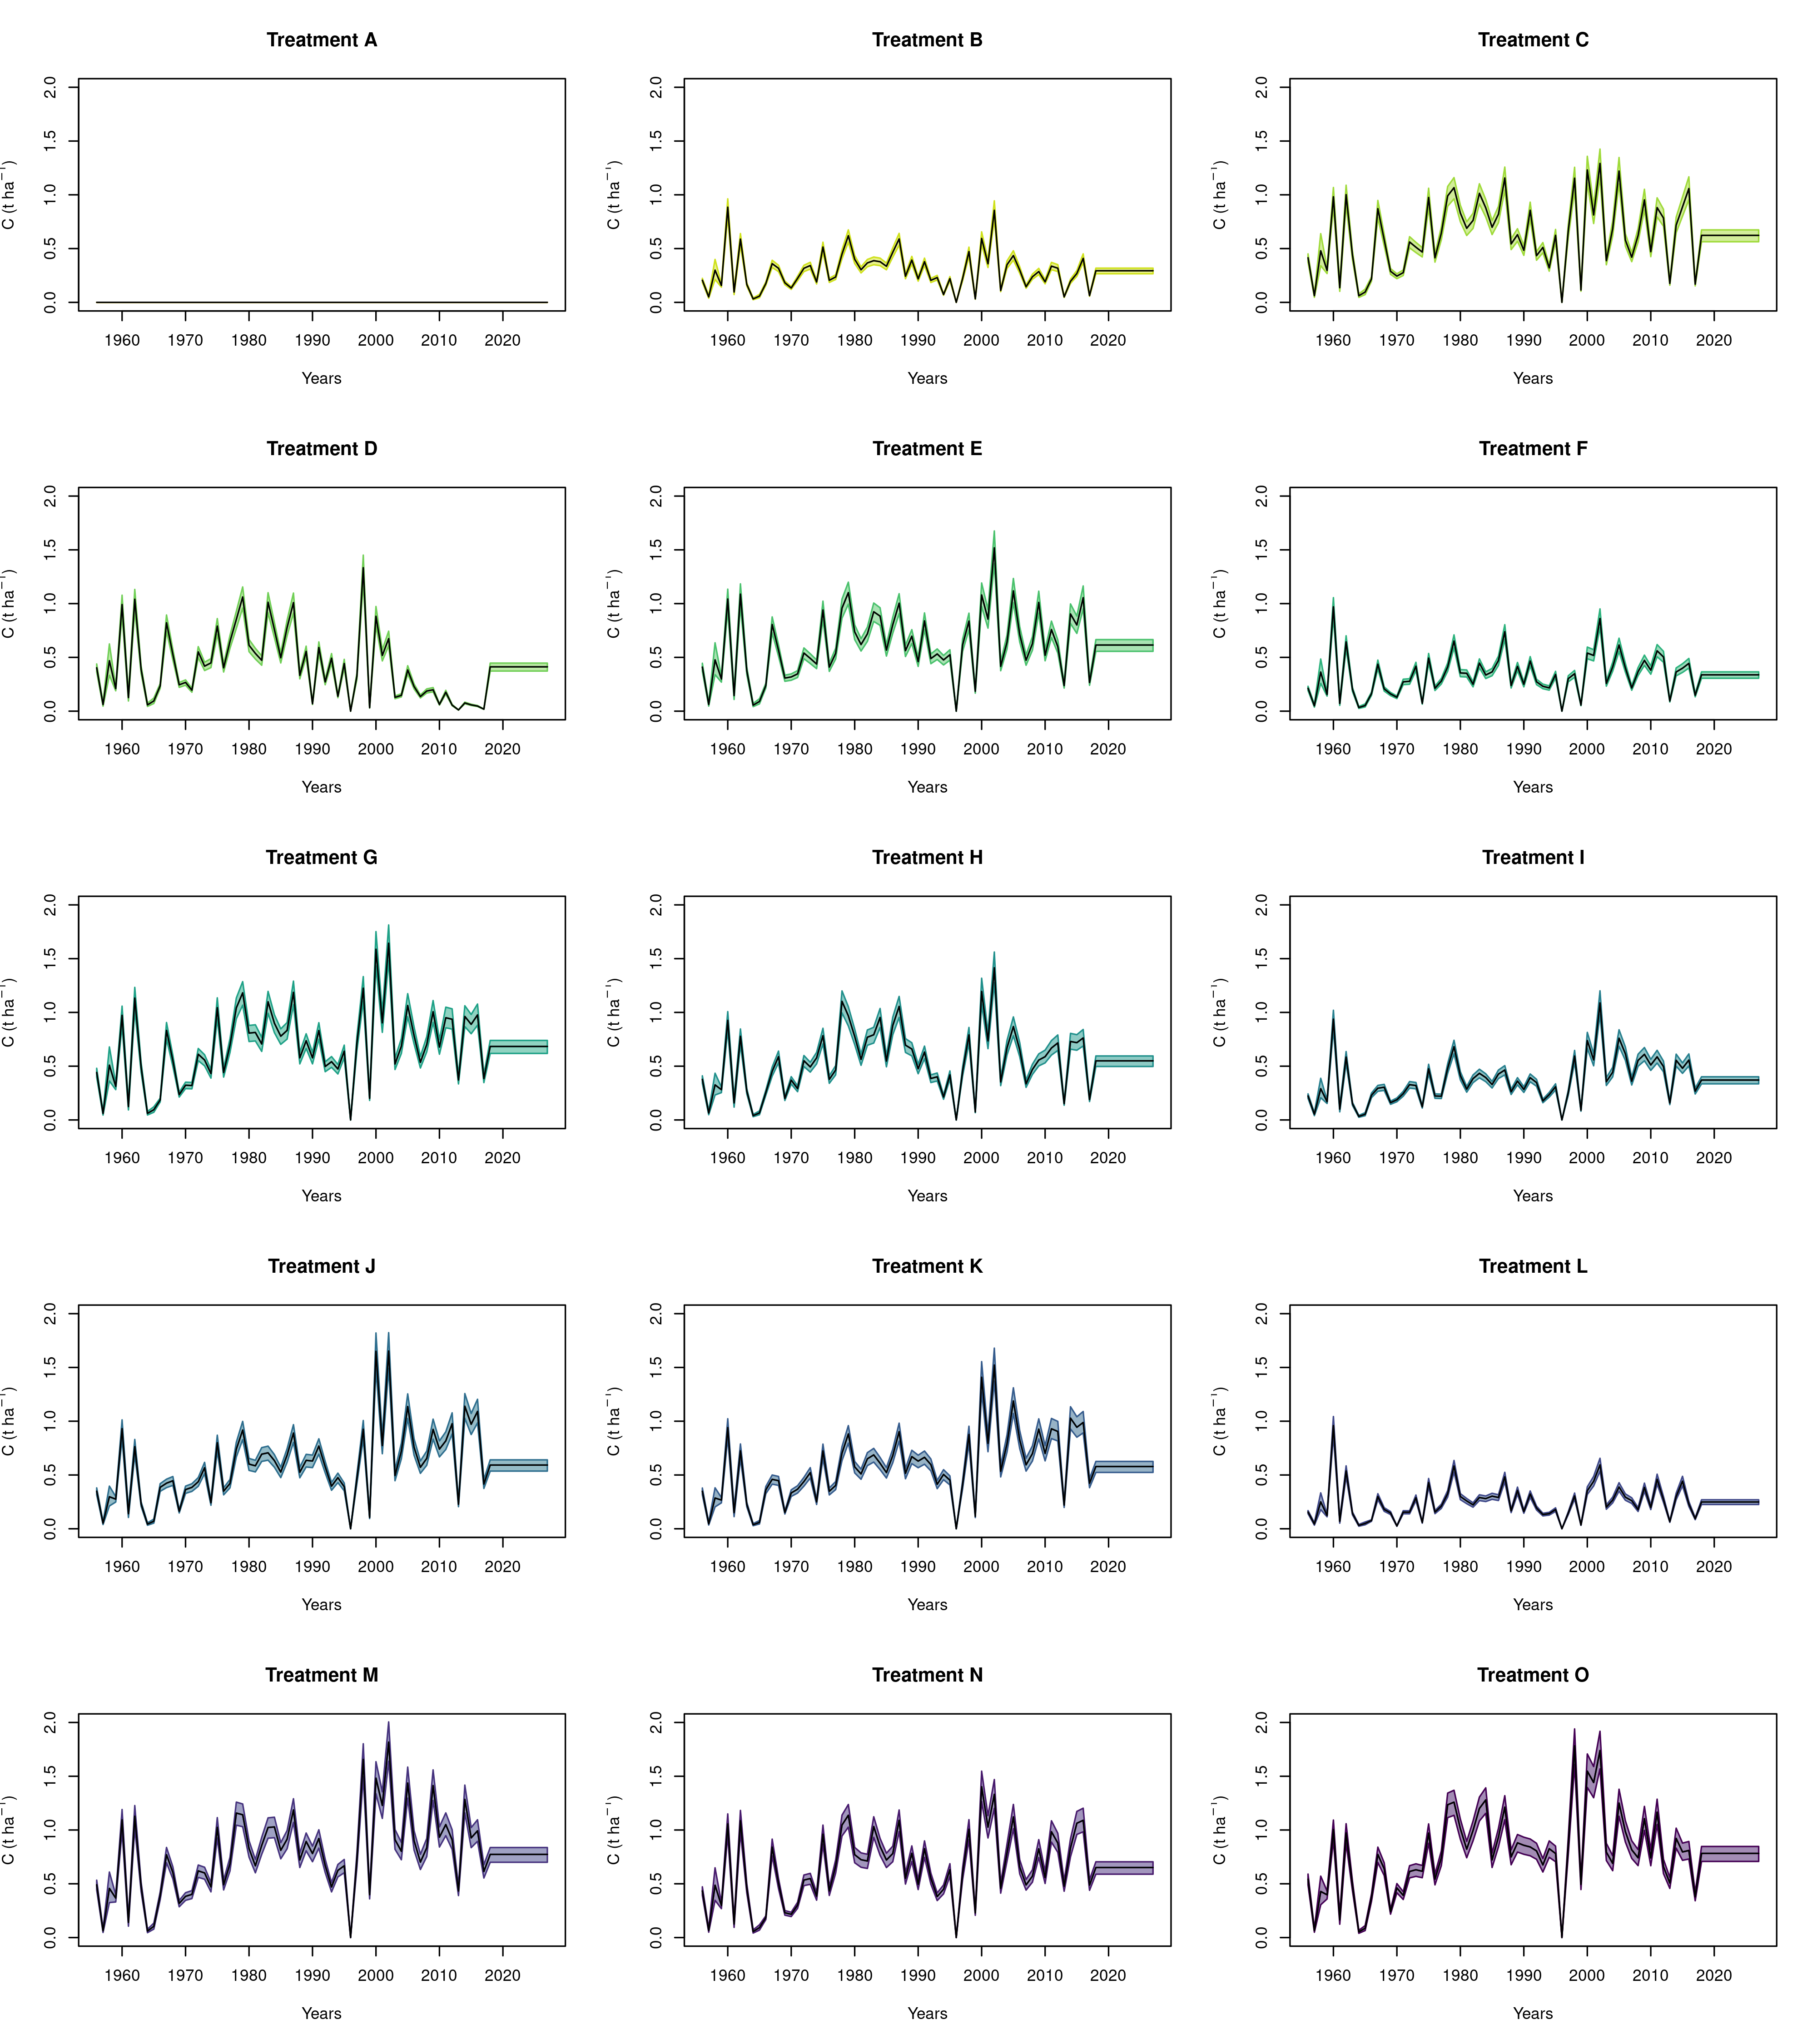 Treatment A
C (t ha⁻¹)
0.0 0.5 1.0 1.5 2.0
1960 1970 1980 1990 2000 2010 2020
Years
Treatment B
C (t ha⁻¹)
0.0 0.5 1.0 1.5 2.0
1960 1970 1980 1990 2000 2010 2020
Years
Treatment C
C (t ha⁻¹)
0.0 0.5 1.0 1.5 2.0
1960 1970 1980 1990 2000 2010 2020
Years
Treatment D
C (t ha⁻¹)
0.0 0.5 1.0 1.5 2.0
1960 1970 1980 1990 2000 2010 2020
Years
Treatment E
C (t ha⁻¹)
0.0 0.5 1.0 1.5 2.0
1960 1970 1980 1990 2000 2010 2020
Years
Treatment F
C (t ha⁻¹)
0.0 0.5 1.0 1.5 2.0
1960 1970 1980 1990 2000 2010 2020
Years
Treatment G
C (t ha⁻¹)
0.0 0.5 1.0 1.5 2.0
1960 1970 1980 1990 2000 2010 2020
Years
Treatment H
C (t ha⁻¹)
0.0 0.5 1.0 1.5 2.0
1960 1970 1980 1990 2000 2010 2020
Years
Treatment I
C (t ha⁻¹)
0.0 0.5 1.0 1.5 2.0
1960 1970 1980 1990 2000 2010 2020
Years
Treatment J
C (t ha⁻¹)
0.0 0.5 1.0 1.5 2.0
1960 1970 1980 1990 2000 2010 2020
Years
Treatment K
C (t ha⁻¹)
0.0 0.5 1.0 1.5 2.0
1960 1970 1980 1990 2000 2010 2020
Years
Treatment L
C (t ha⁻¹)
0.0 0.5 1.0 1.5 2.0
1960 1970 1980 1990 2000 2010 2020
Years
Treatment M
C (t ha⁻¹)
0.0 0.5 1.0 1.5 2.0
1960 1970 1980 1990 2000 2010 2020
Years
Treatment N
C (t ha⁻¹)
0.0 0.5 1.0 1.5 2.0
1960 1970 1980 1990 2000 2010 2020
Years
Treatment O
C (t ha⁻¹)
0.0 0.5 1.0 1.5 2.0
1960 1970 1980 1990 2000 2010 2020
Years